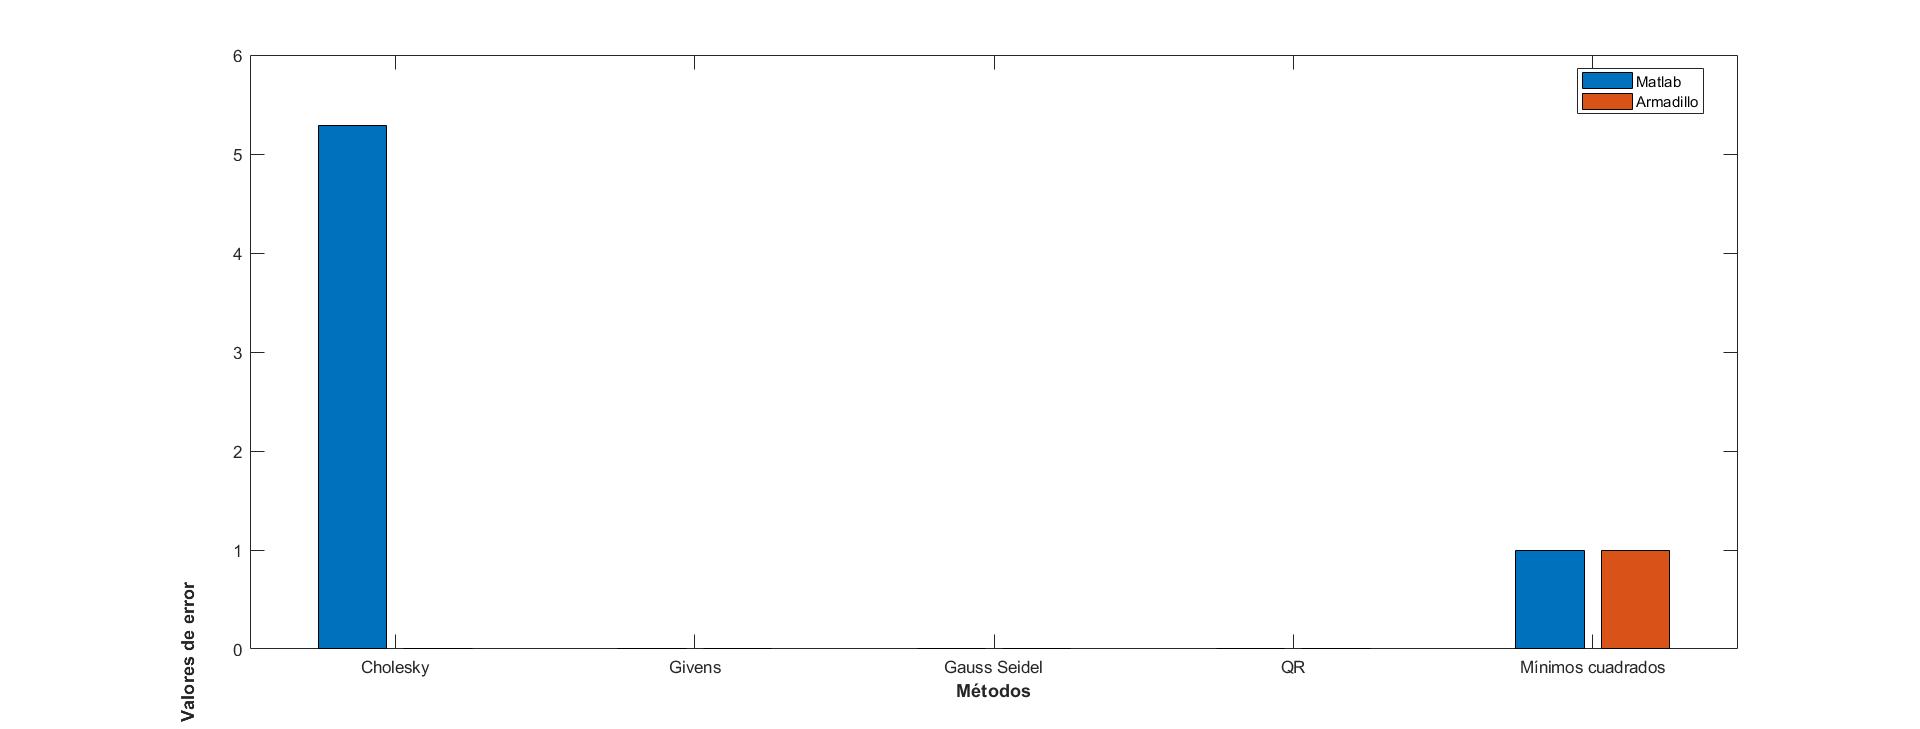 6
5
4
3
2
1
0
Matlab
Armadillo
Valores de error
Cholesky Givens Gauss Seidel QR Mínimos cuadrados
Métodos